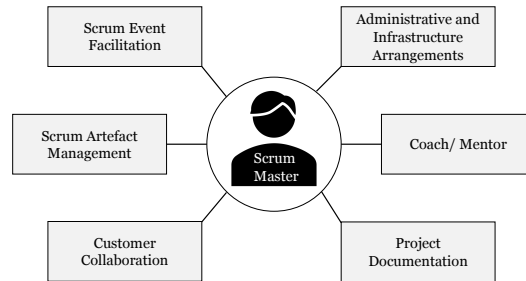 Scrum Event
Facilitation
Administrative and
Infrastructure
Arrangements
Scrum Artefact
Management
Scrum
Master
Coach/ Mentor
Customer
Collaboration
Project
Documentation